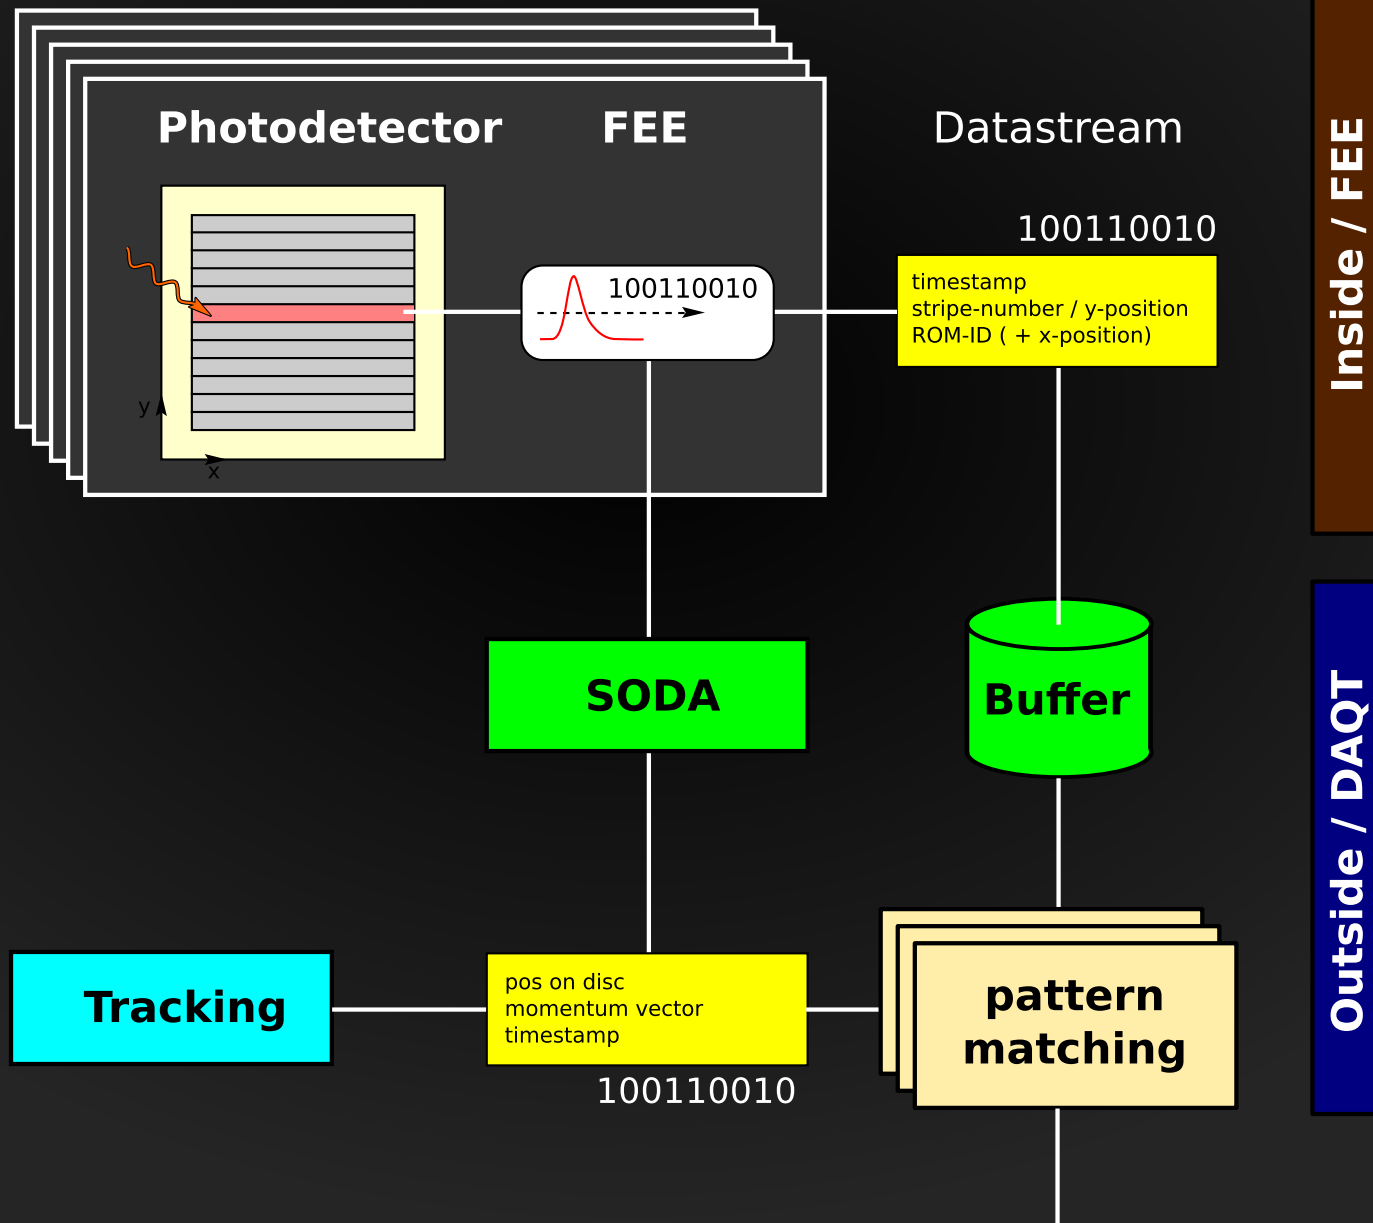 Photodetector
FEE
Datastream
100110010
100110010
timestamp
stripe-number / y-position
ROM-ID ( + x-position)
y
x
Inside / FEE
SODA
Buffer
Outside / DAQT
Tracking
pos on disc
momentum vector
timestamp
100110010
pattern
matching